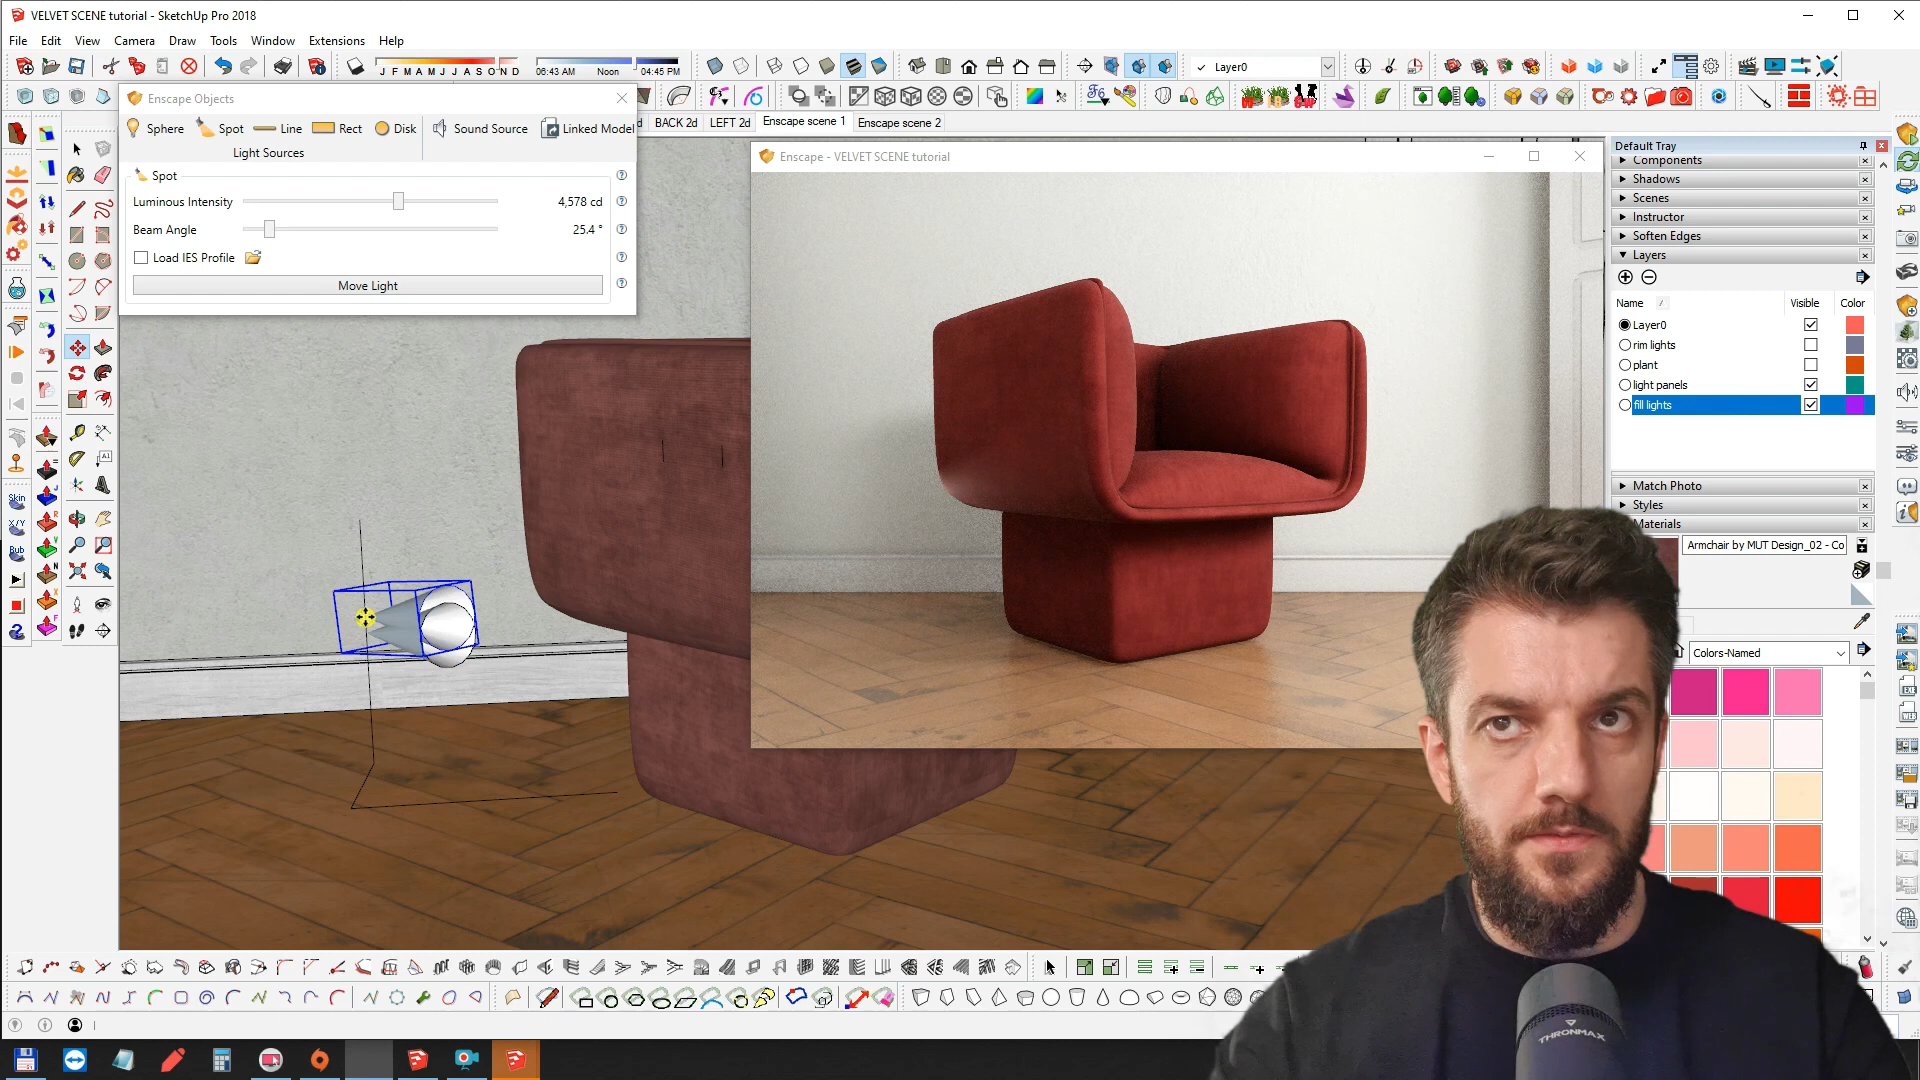 VELVET SCENE tutorial - SketchUp Pro 2018
File Edit View Camera Draw Tools Window Extensions Help
J F M A M J J A S O N D
06:43 AM Noon 04:45 PM
Layer0
Enscape Objects
BACK 2d LEFT 2d Enscape scene 1 Enscape scene 2
Sphere Spot Line Rect Disk Sound Source Linked Model
Light Sources
Spot
Luminous Intensity 4,578 cd
Beam Angle 25.4 °
Load IES Profile
Move Light
Enscape - VELVET SCENE tutorial
Default Tray
Components
Shadows
Scenes
Instructor
Soften Edges
Layers
Name Visible Color
Layer0
rim lights
plant
light panels
fill lights
Match Photo
Styles
Materials
Armchair by MUT Design_02 - Co
Colors-Named
Skin
X/Y
Bub
THRONMAX